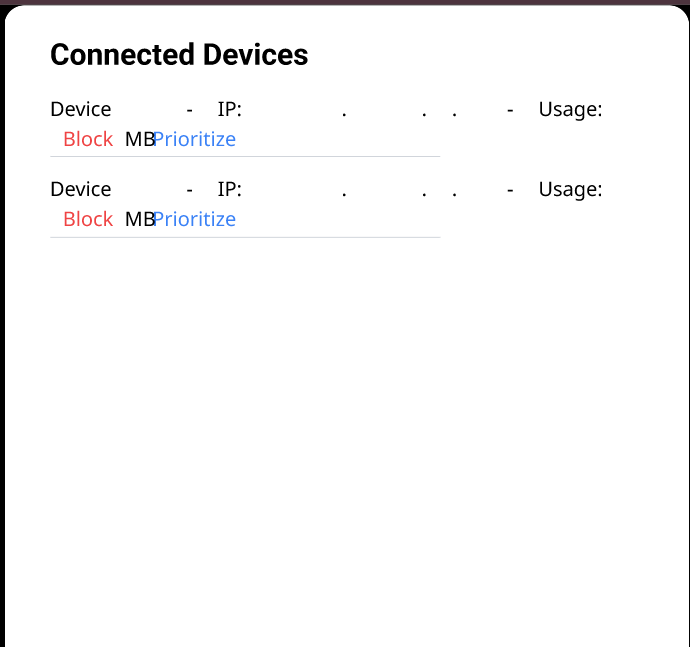 Connected Devices
Device - IP: . . . - Usage:
Block MB Prioritize
Device - IP: . . . - Usage:
Block MB Prioritize